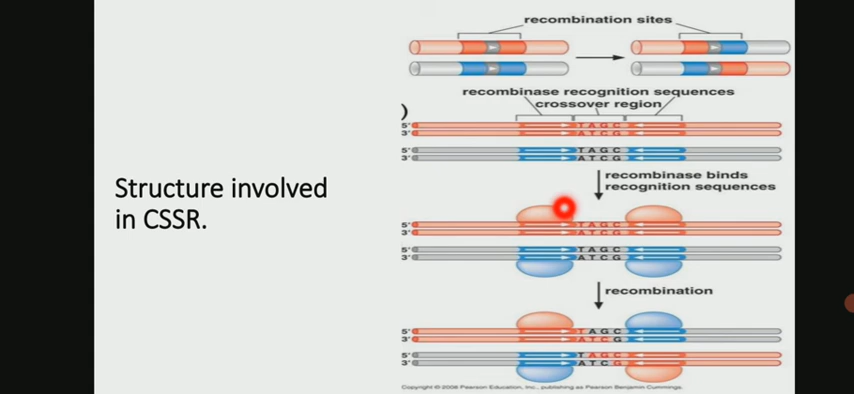 recombination sites
recombinase recognition sequences
crossover region
)
5' T A G C
3' A T C G
5' T A G C
3' A T C G
recombinase binds
recognition sequences
Structure involved
in CSSR.
5' T A G C
3' A T C G
5' T A G C
3' A T C G
recombination
5' T A G C
3' A T C G
5' T A G C
3' A T C G
Copyright © 2008 Pearson Education, Inc., publishing as Pearson Benjamin Cummings.